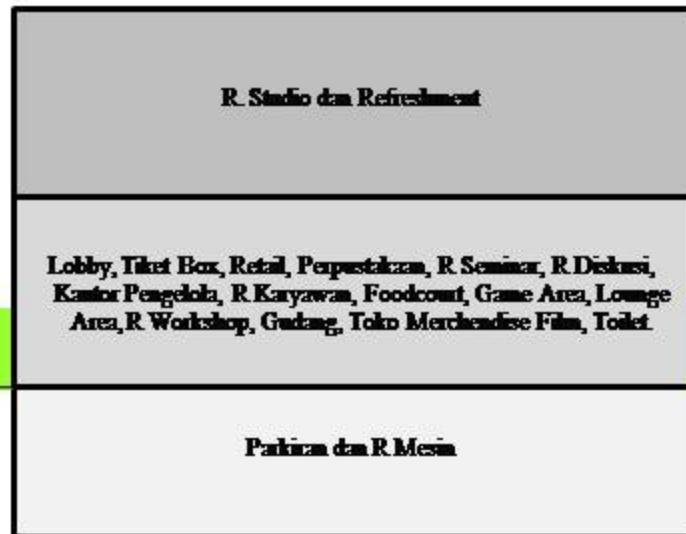 R. Studio dan Refreshment
Lobby, Tiket Box, Retail, Perpustakaan, R Seminar, R Diskusi,
Kantor Pengelola, R Karyawan, Foodcourt, Game Area, Lounge
Area, R Workshop, Gudang, Toko Merchendise Film, Toilet.
Parkiran dan R Mesin